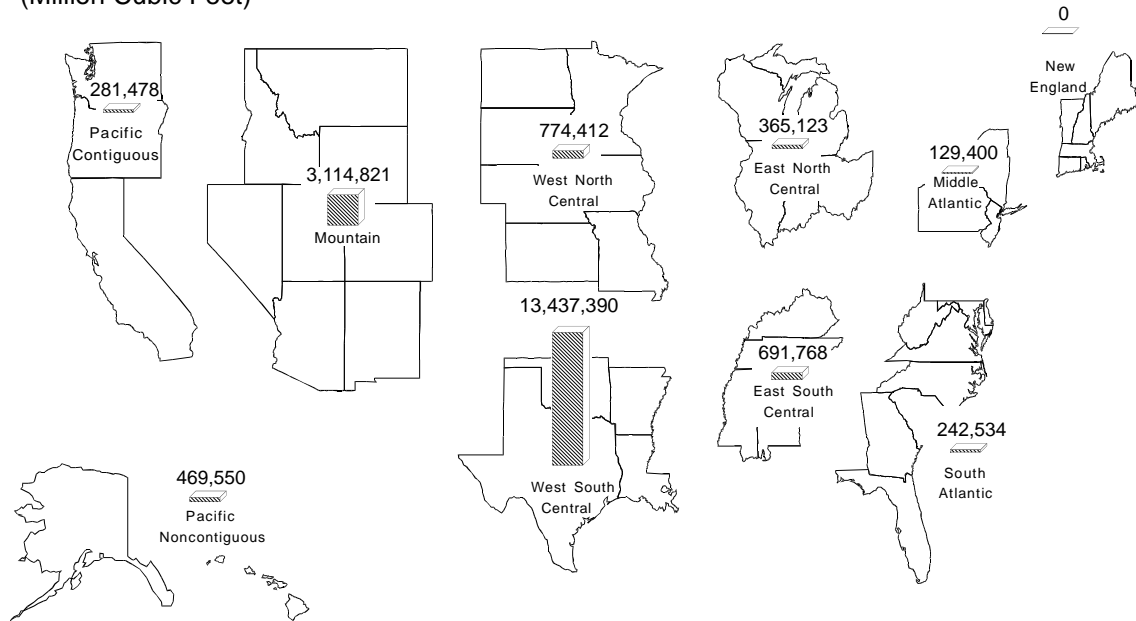 (Million Cubic Feet)
0
New
England
281,478
Pacific
Contiguous
3,114,821
Mountain
774,412
West North
Central
365,123
East North
Central
129,400
Middle
Atlantic
13,437,390
West South
Central
691,768
East South
Central
242,534
South
Atlantic
469,550
Pacific
Noncontiguous